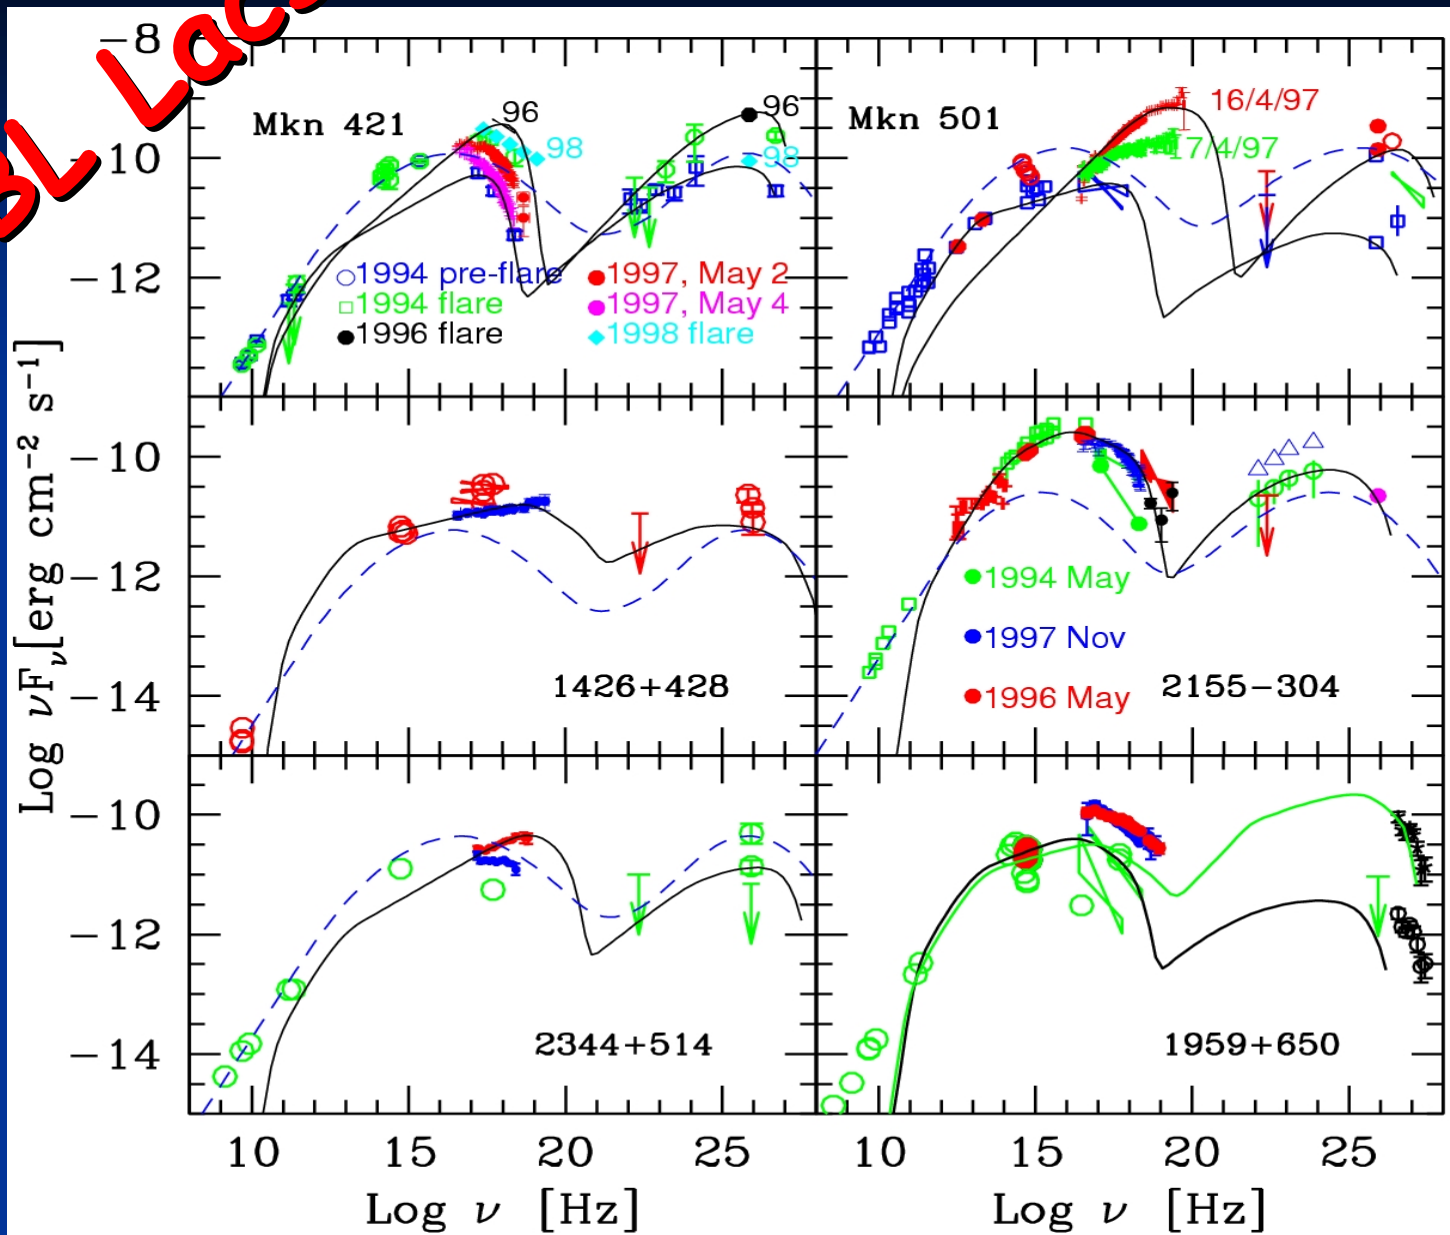 BL Lacs
Log νFν[erg cm−2 s−1]
−8
−10
−12
Mkn 421
96
98
96
98
1994 pre-flare
1994 flare
1996 flare
1997, May 2
1997, May 4
1998 flare
Mkn 501
16/4/97
7/4/97
−10
−12
−14
1426+428
1994 May
1997 Nov
1996 May
2155−304
−10
−12
−14
2344+514
1959+650
10 15 20 25
10 15 20 25
Log ν [Hz]
Log ν [Hz]